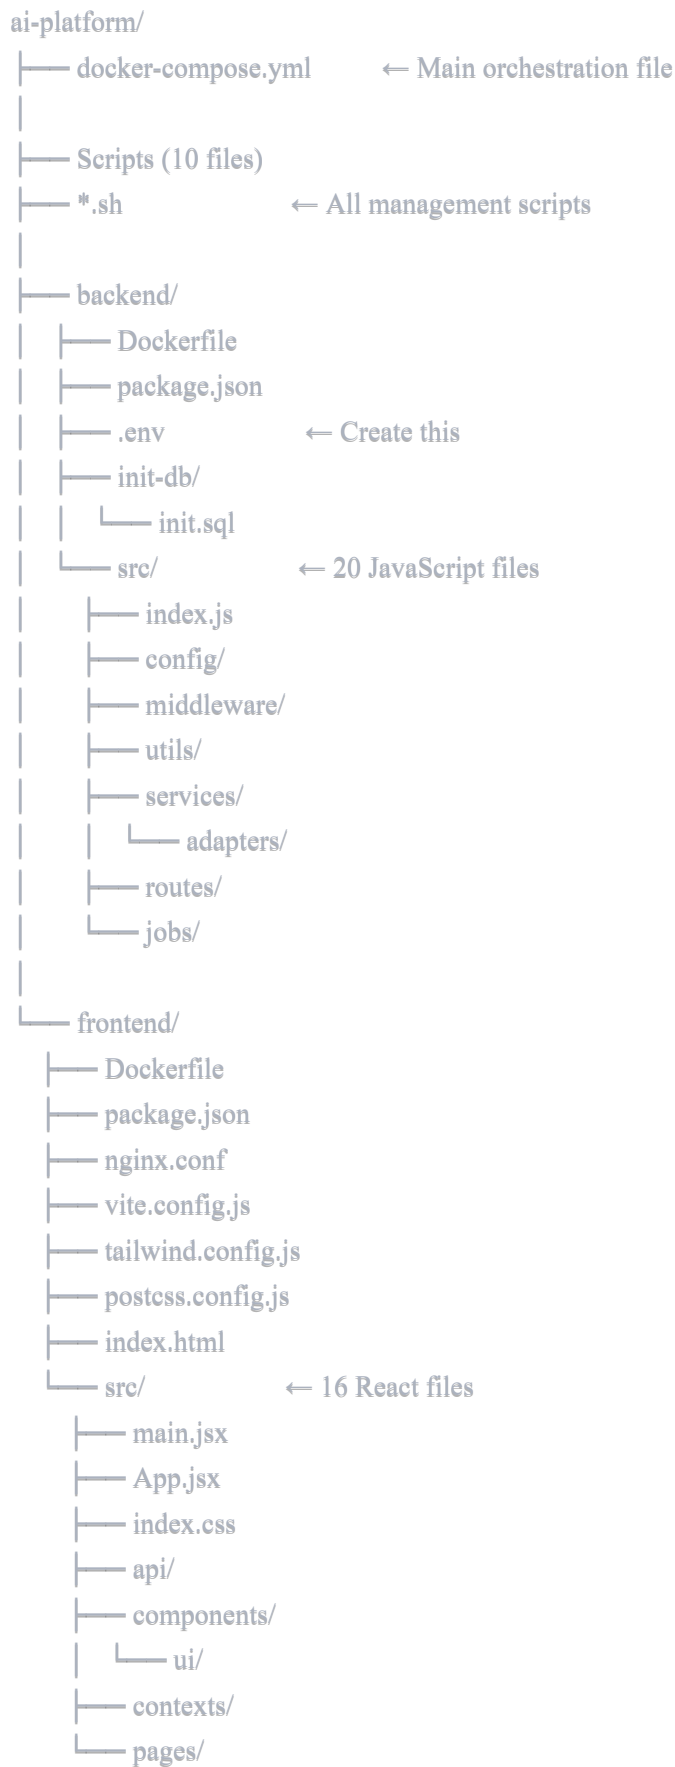 ai-platform/
├── docker-compose.yml ← Main orchestration file
│
├── Scripts (10 files)
├── *.sh ← All management scripts
│
├── backend/
│ ├── Dockerfile
│ ├── package.json
│ ├── .env ← Create this
│ ├── init-db/
│ │ └── init.sql
│ └── src/ ← 20 JavaScript files
│ ├── index.js
│ ├── config/
│ ├── middleware/
│ ├── utils/
│ ├── services/
│ │ └── adapters/
│ ├── routes/
│ └── jobs/
│
└── frontend/
├── Dockerfile
├── package.json
├── nginx.conf
├── vite.config.js
├── tailwind.config.js
├── postcss.config.js
├── index.html
└── src/ ← 16 React files
├── main.jsx
├── App.jsx
├── index.css
├── api/
├── components/
│ └── ui/
├── contexts/
└── pages/